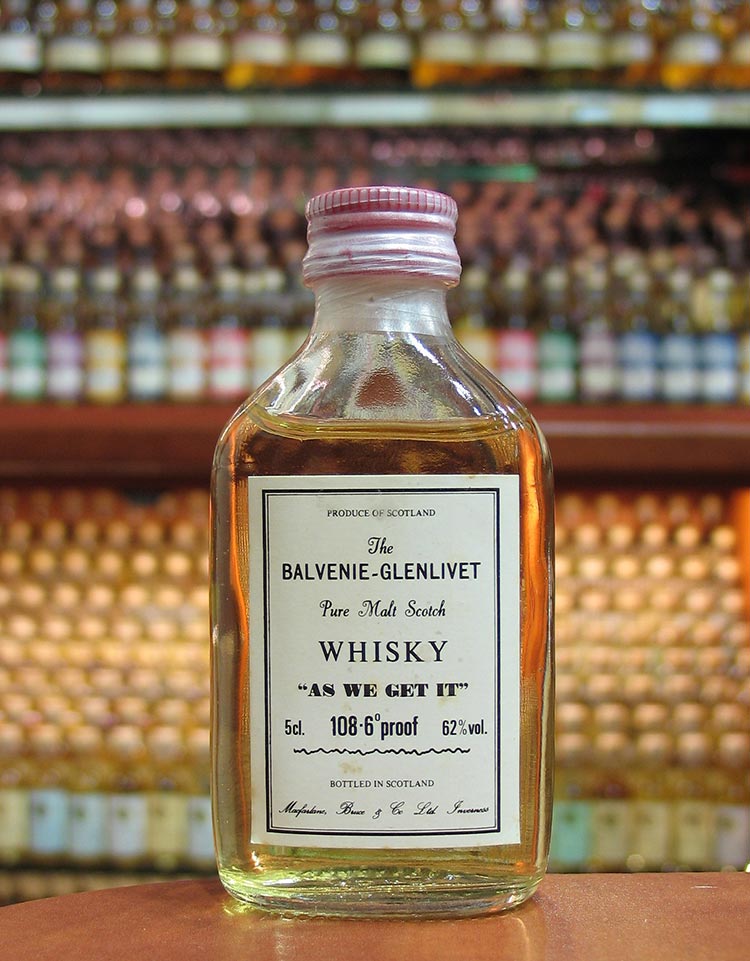 PRODUCE OF SCOTLAND
The
BALVENIE-GLENLIVET
Pure Malt Scotch
WHISKY
“AS WE GET IT”
5cl. 108·6° proof 62% vol.
BOTTLED IN SCOTLAND
Macfarlane, Bruce & Co Ltd. Inverness